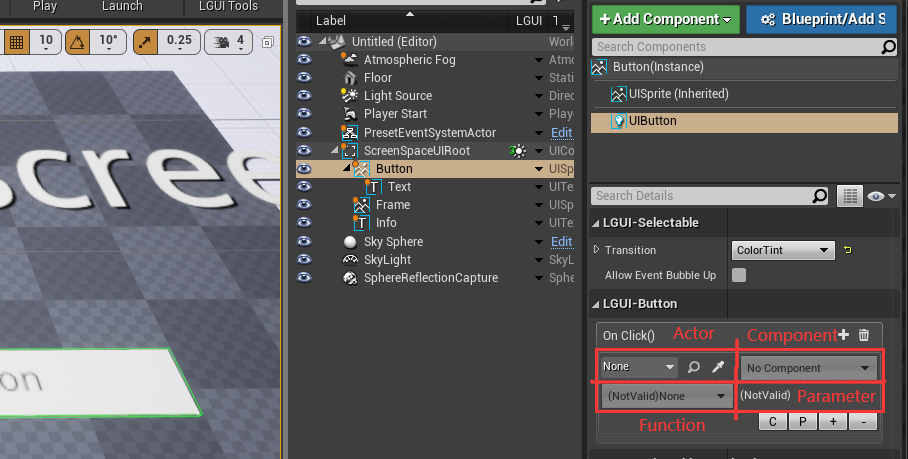 Play
Launch
LGUI Tools
10
10°
0.25
4
Scree
on
Label
LGUI
T
Untitled (Editor)
World
Atmospheric Fog
Atmo
Floor
Stati
Light Source
Direc
Player Start
Playe
PresetEventSystemActor
Edit
ScreenSpaceUIRoot
UICo
Button
UISp
Text
UITe
Frame
UISp
Info
UITe
Sky Sphere
Edit
SkyLight
SkyL
SphereReflectionCapture
Sphe
+Add Component
Blueprint/Add S
Search Components
Button(Instance)
UISprite (Inherited)
UIButton
Search Details
LGUI-Selectable
Transition
ColorTint
Allow Event Bubble Up
LGUI-Button
On Click()
Actor
Component
None
No Component
(NotValid)None
(NotValid)
Parameter
Function
C
P
+
-